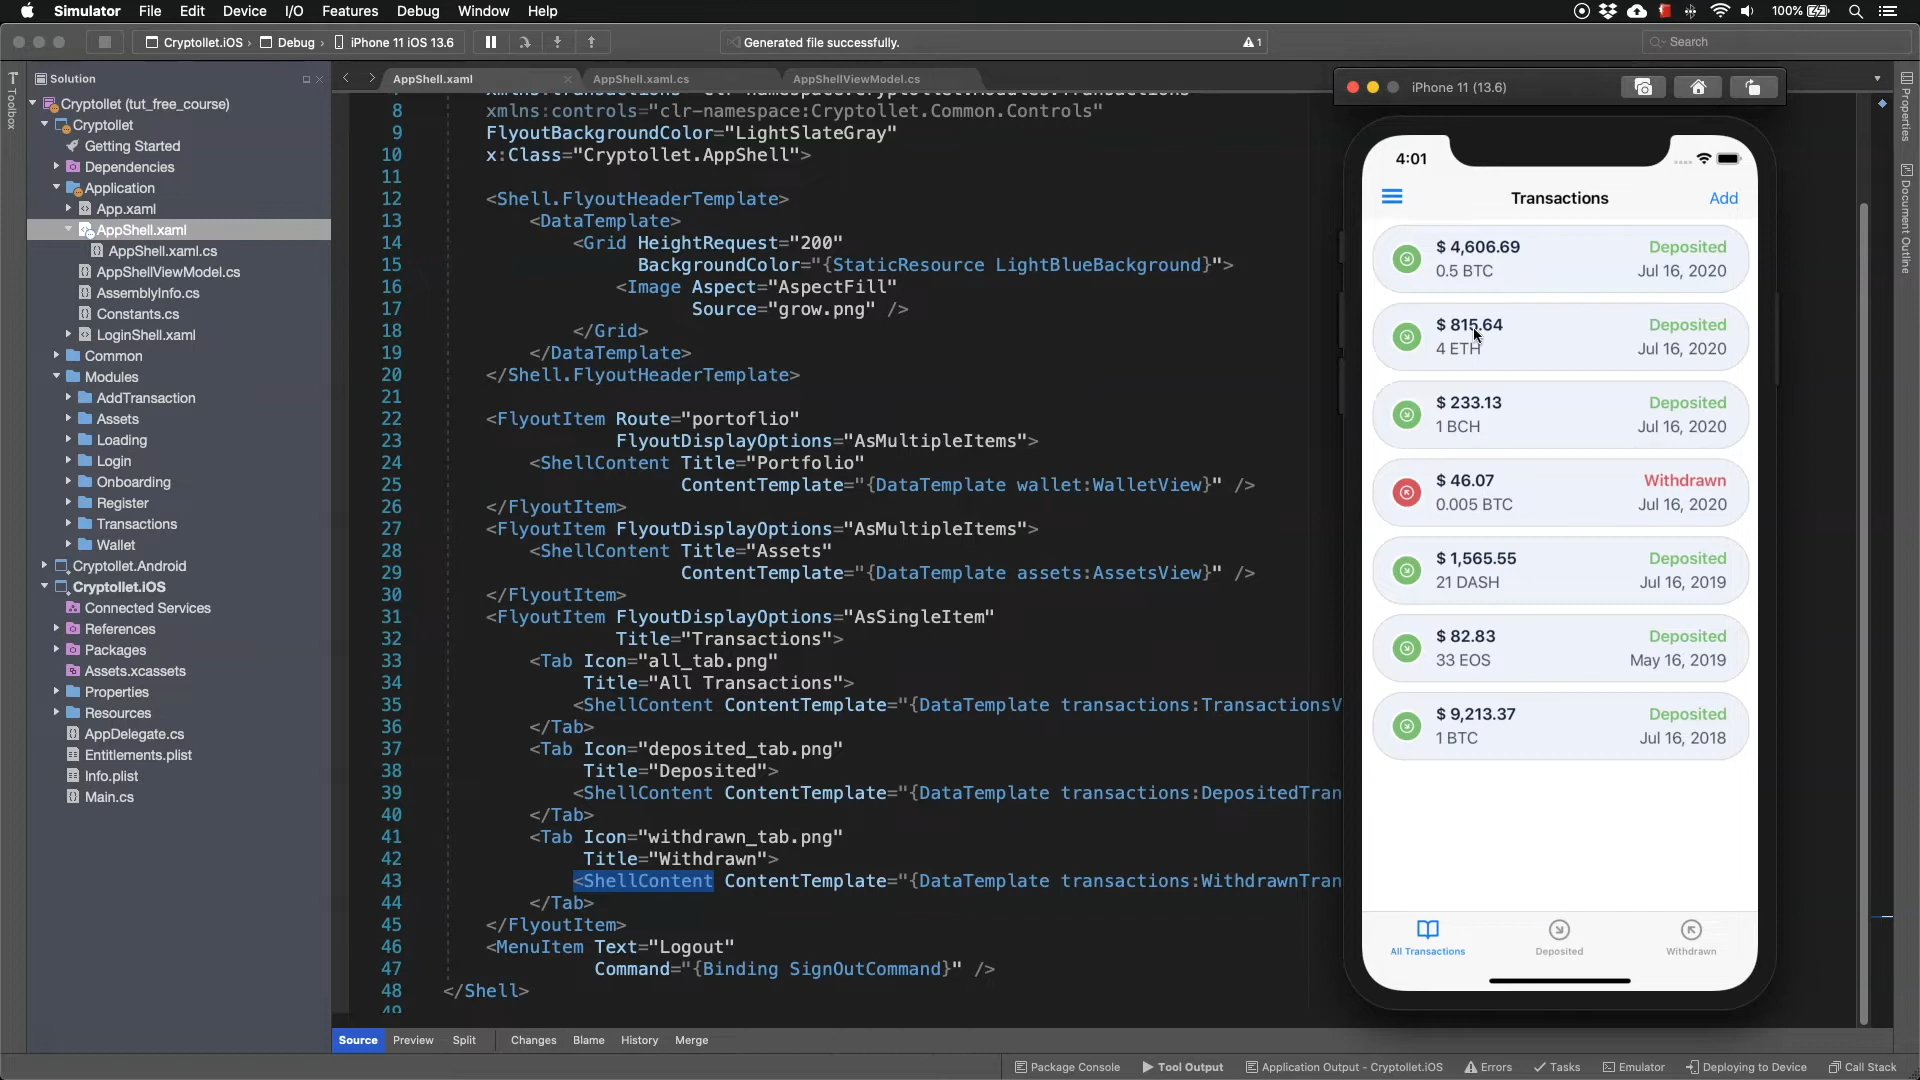 Simulator File Edit Device I/O Features Debug Window Help 100%
Cryptollet.iOS › Debug › iPhone 11 iOS 13.6 Generated file successfully. 1 Search
Toolbox
Solution
Cryptollet (tut_free_course)
Cryptollet
Getting Started
Dependencies
Application
App.xaml
AppShell.xaml
AppShell.xaml.cs
AppShellViewModel.cs
AssemblyInfo.cs
Constants.cs
LoginShell.xaml
Common
Modules
AddTransaction
Assets
Loading
Login
Onboarding
Register
Transactions
Wallet
Cryptollet.Android
Cryptollet.iOS
Connected Services
References
Packages
Assets.xcassets
Properties
Resources
AppDelegate.cs
Entitlements.plist
Info.plist
Main.cs
AppShell.xaml AppShell.xaml.cs AppShellViewModel.cs
8 xmlns:controls="clr-namespace:Cryptollet.Common.Controls"
9 FlyoutBackgroundColor="LightSlateGray"
10 x:Class="Cryptollet.AppShell">
11
12 <Shell.FlyoutHeaderTemplate>
13 <DataTemplate>
14 <Grid HeightRequest="200"
15 BackgroundColor="{StaticResource LightBlueBackground}">
16 <Image Aspect="AspectFill"
17 Source="grow.png" />
18 </Grid>
19 </DataTemplate>
20 </Shell.FlyoutHeaderTemplate>
21
22 <FlyoutItem Route="portoflio"
23 FlyoutDisplayOptions="AsMultipleItems">
24 <ShellContent Title="Portfolio"
25 ContentTemplate="{DataTemplate wallet:WalletView}" />
26 </FlyoutItem>
27 <FlyoutItem FlyoutDisplayOptions="AsMultipleItems">
28 <ShellContent Title="Assets"
29 ContentTemplate="{DataTemplate assets:AssetsView}" />
30 </FlyoutItem>
31 <FlyoutItem FlyoutDisplayOptions="AsSingleItem"
32 Title="Transactions">
33 <Tab Icon="all_tab.png"
34 Title="All Transactions">
35 <ShellContent ContentTemplate="{DataTemplate transactions:TransactionsV
36 </Tab>
37 <Tab Icon="deposited_tab.png"
38 Title="Deposited">
39 <ShellContent ContentTemplate="{DataTemplate transactions:DepositedTran
40 </Tab>
41 <Tab Icon="withdrawn_tab.png"
42 Title="Withdrawn">
43 <ShellContent ContentTemplate="{DataTemplate transactions:WithdrawnTran
44 </Tab>
45 </FlyoutItem>
46 <MenuItem Text="Logout"
47 Command="{Binding SignOutCommand}" />
48 </Shell>
49
iPhone 11 (13.6)
4:01
Transactions Add
$ 4,606.69 Deposited
0.5 BTC Jul 16, 2020
$ 815.64 Deposited
4 ETH Jul 16, 2020
$ 233.13 Deposited
1 BCH Jul 16, 2020
$ 46.07 Withdrawn
0.005 BTC Jul 16, 2020
$ 1,565.55 Deposited
21 DASH Jul 16, 2019
$ 82.83 Deposited
33 EOS May 16, 2019
$ 9,213.37 Deposited
1 BTC Jul 16, 2018
All Transactions Deposited Withdrawn
Properties
Document Outline
Source Preview Split Changes Blame History Merge
Package Console Tool Output Application Output - Cryptollet.iOS Errors Tasks Emulator Deploying to Device Call Stack